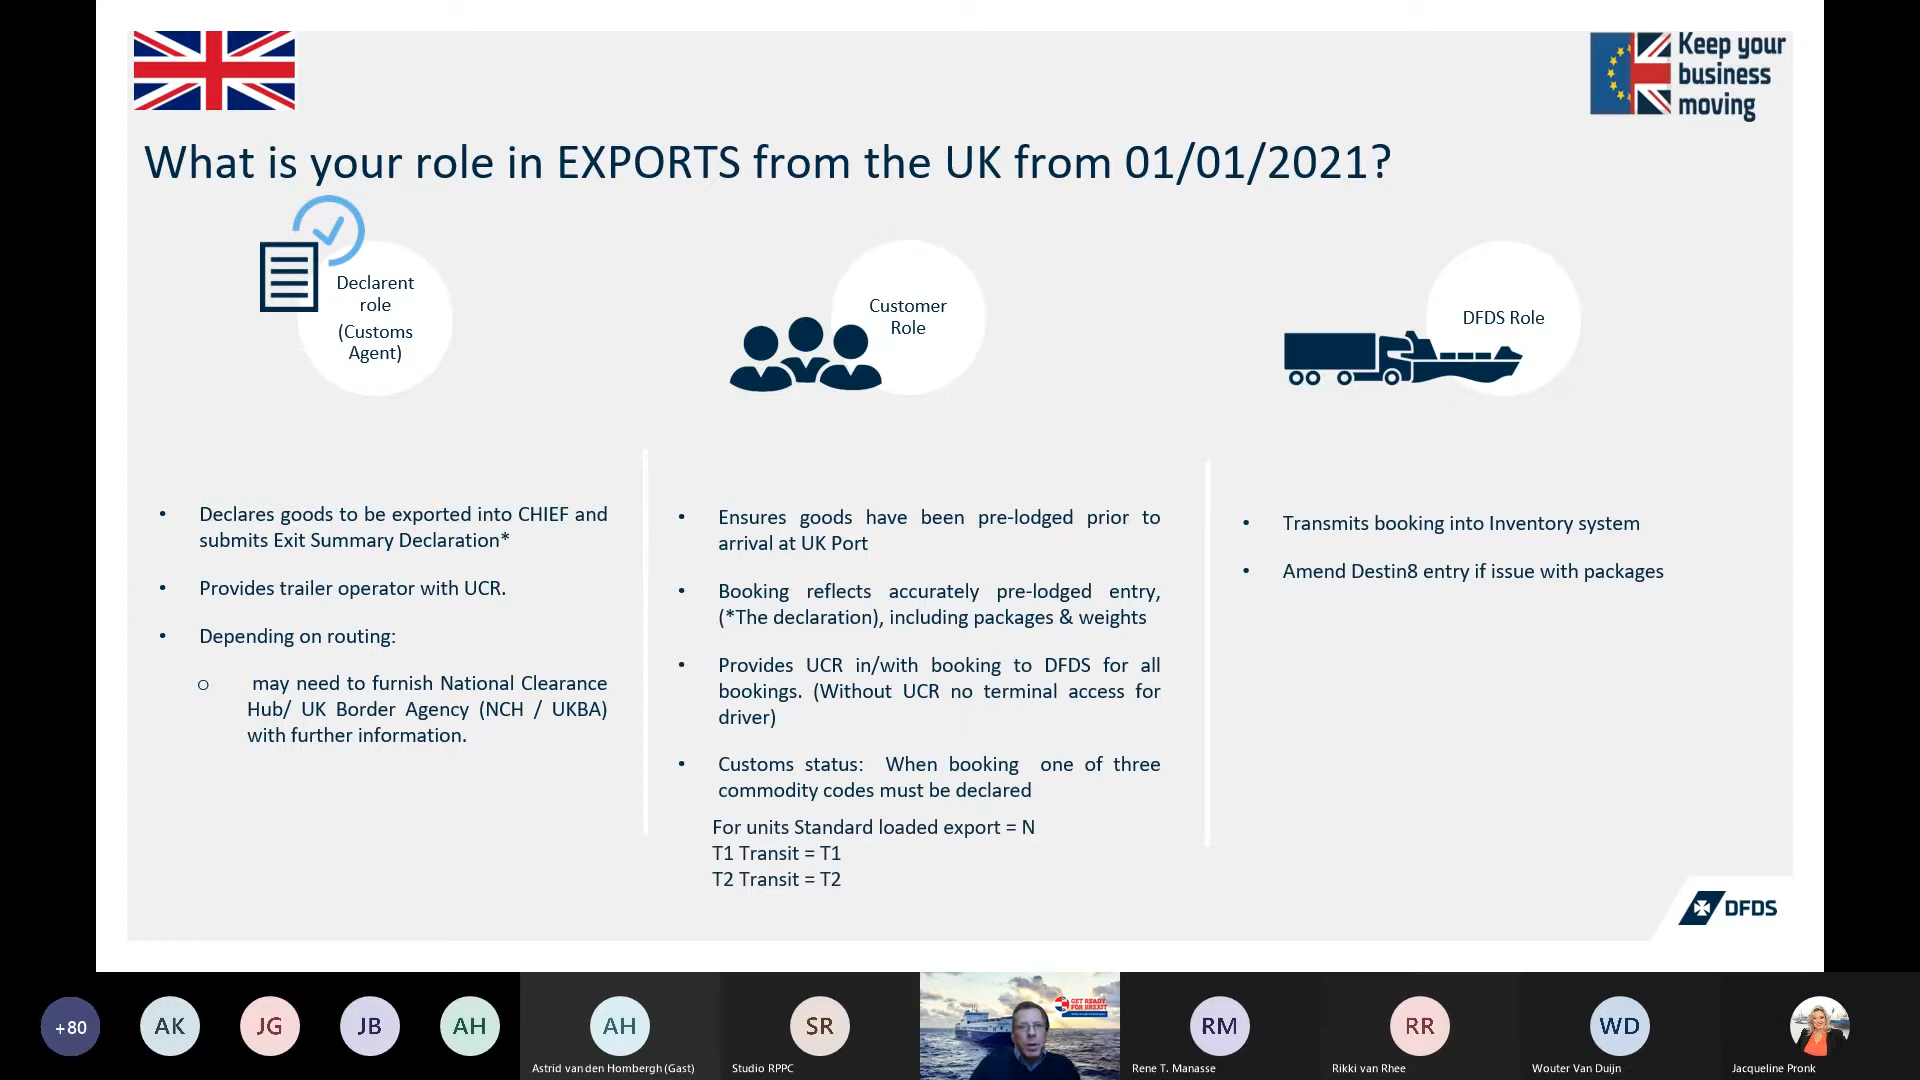 Keep your
business
moving
What is your role in EXPORTS from the UK from 01/01/2021?
Declarent
role
(Customs
Agent)
Customer
Role
DFDS Role
• Declares goods to be exported into CHIEF and
submits Exit Summary Declaration*
• Provides trailer operator with UCR.
• Depending on routing:
o may need to furnish National Clearance
Hub/ UK Border Agency (NCH / UKBA)
with further information.
• Ensures goods have been pre-lodged prior to
arrival at UK Port
• Booking reflects accurately pre-lodged entry,
(*The declaration), including packages & weights
• Provides UCR in/with booking to DFDS for all
bookings. (Without UCR no terminal access for
driver)
• Customs status: When booking one of three
commodity codes must be declared
For units Standard loaded export = N
T1 Transit = T1
T2 Transit = T2
• Transmits booking into Inventory system
• Amend Destin8 entry if issue with packages
DFDS
+80
AK
JG
JB
AH
AH
Astrid van den Hombergh (Gast)
SR
Studio RPPC
GET READY
FOR BREXIT
RM
Rene T. Manasse
RR
Rikki van Rhee
WD
Wouter Van Duijn
Jacqueline Pronk